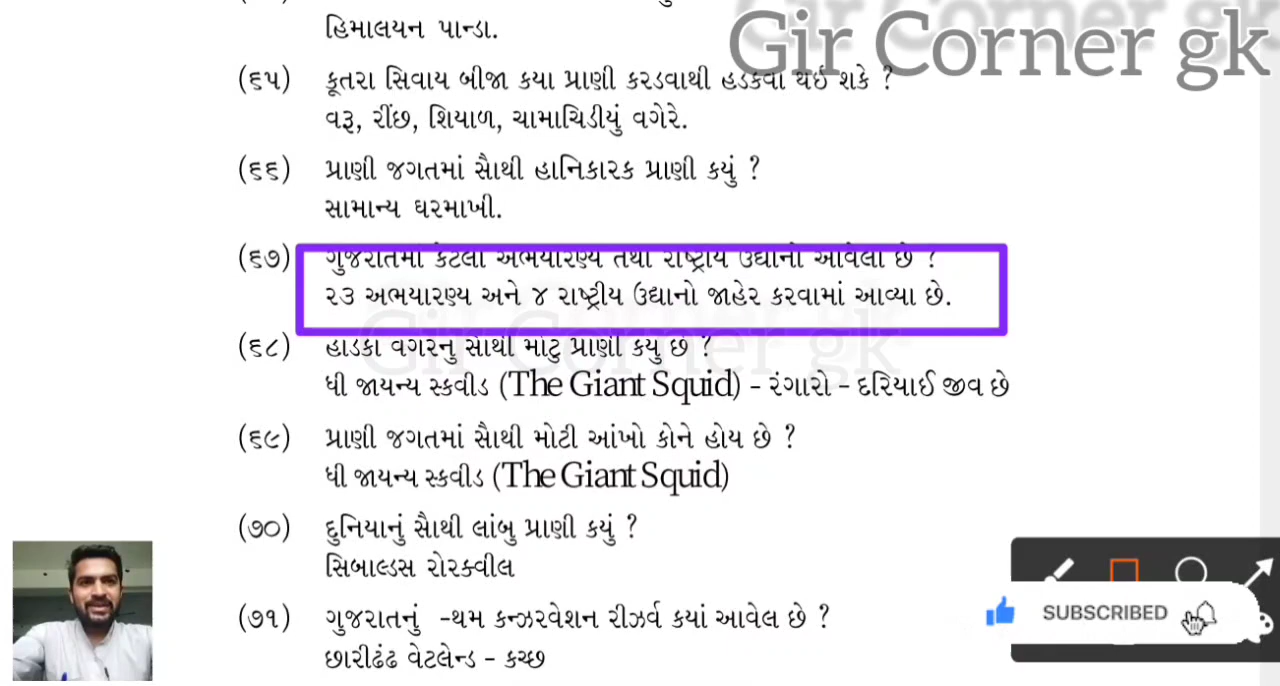 Gir Corner gk
હિમાલયન પાન્ડા.
(૬૫) કૂતરા સિવાય બીજા કયા પ્રાણી કરડવાથી હડકવા થઈ શકે ?
વરૂ, રીંછ, શિયાળ, ચામાચિડીયું વગેરે.
(૬૬) પ્રાણી જગતમાં સૌથી હાનિકારક પ્રાણી કયું ?
સામાન્ય ઘરમાખી.
(૬૭) ગુજરાતમાં કેટલા અભયારણ્ય તથા રાષ્ટ્રીય ઉદ્યાનો આવેલા છે ?
૨૩ અભયારણ્ય અને ૪ રાષ્ટ્રીય ઉદ્યાનો જાહેર કરવામાં આવ્યા છે.
Gir Corner gk
(૬૮) હાડકા વગરનું સૌથી મોટુ પ્રાણી કયુ છે ?
ધી જાયન્ય સ્કવીડ (The Giant Squid) - રંગારો - દરિયાઈ જીવ છે
(૬૯) પ્રાણી જગતમાં સૌથી મોટી આંખો કોને હોય છે ?
ધી જાયન્ય સ્કવીડ (The Giant Squid)
(૭૦) દુનિયાનું સૌથી લાંબુ પ્રાણી કયું ?
સિબાલ્ડસ રોરક્વીલ
(૭૧) ગુજરાતનું -થમ કન્ઝરવેશન રીઝર્વ કયાં આવેલ છે ?
છારીઢંઢ વેટલેન્ડ - કચ્છ
SUBSCRIBED